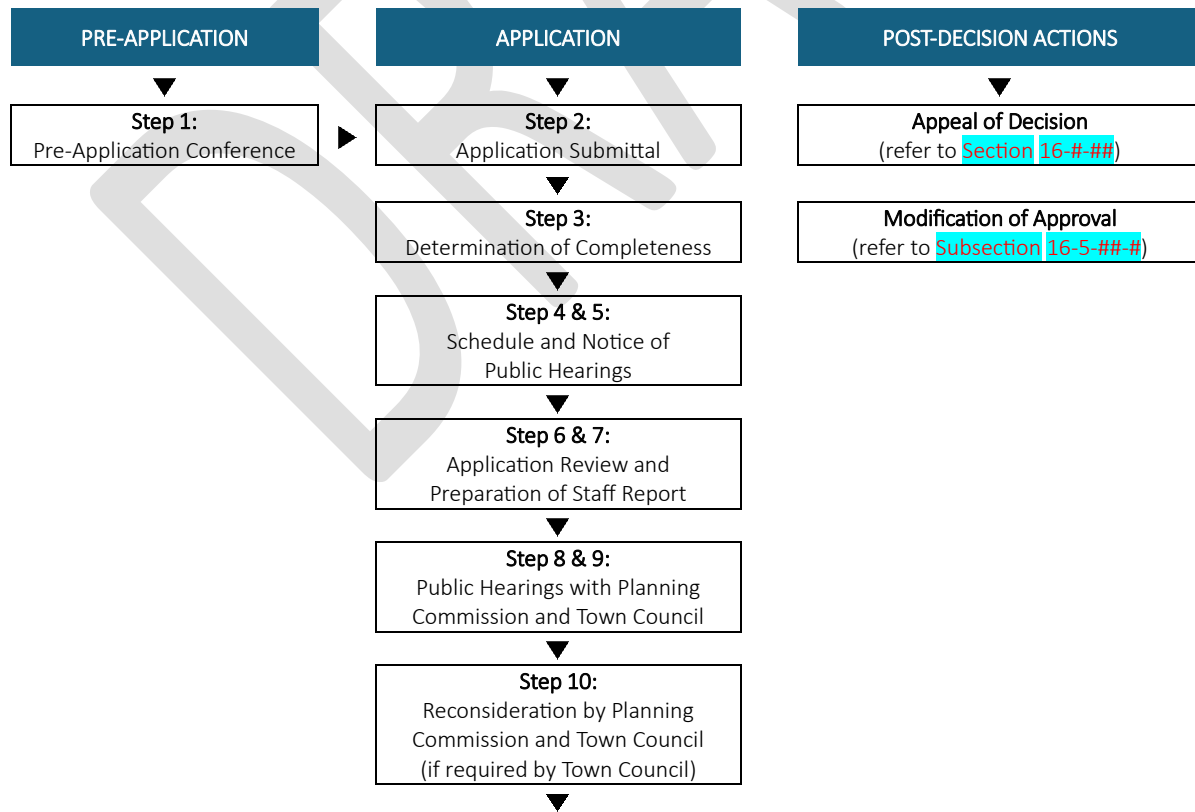 PRE-APPLICATION
Step 1:
Pre-Application Conference
APPLICATION
Step 2:
Application Submittal
Step 3:
Determination of Completeness
Step 4 & 5:
Schedule and Notice of
Public Hearings
Step 6 & 7:
Application Review and
Preparation of Staff Report
Step 8 & 9:
Public Hearings with Planning
Commission and Town Council
Step 10:
Reconsideration by Planning
Commission and Town Council
(if required by Town Council)
POST-DECISION ACTIONS
Appeal of Decision
(refer to Section 16-#-##)
Modification of Approval
(refer to Subsection 16-5-##-#)